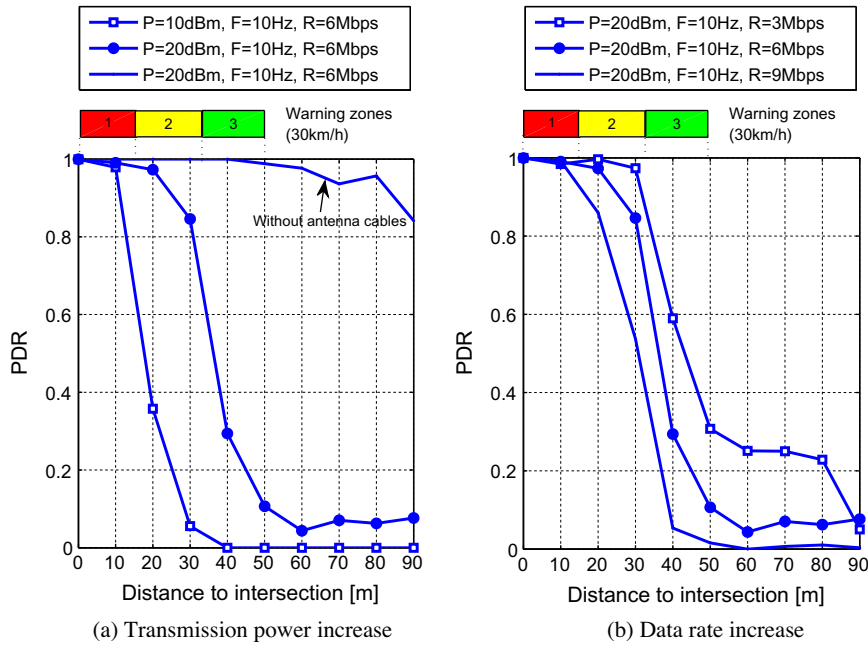 P=10dBm, F=10Hz, R=6Mbps
P=20dBm, F=10Hz, R=6Mbps
P=20dBm, F=10Hz, R=6Mbps
1 2 3
Warning zones
(30km/h)
1
0.8
0.6
0.4
0.2
0
PDR
Without antenna cables
0 10 20 30 40 50 60 70 80 90
Distance to intersection [m]
(a) Transmission power increase
P=20dBm, F=10Hz, R=3Mbps
P=20dBm, F=10Hz, R=6Mbps
P=20dBm, F=10Hz, R=9Mbps
1 2 3
Warning zones
(30km/h)
1
0.8
0.6
0.4
0.2
0
PDR
0 10 20 30 40 50 60 70 80 90
Distance to intersection [m]
(b) Data rate increase